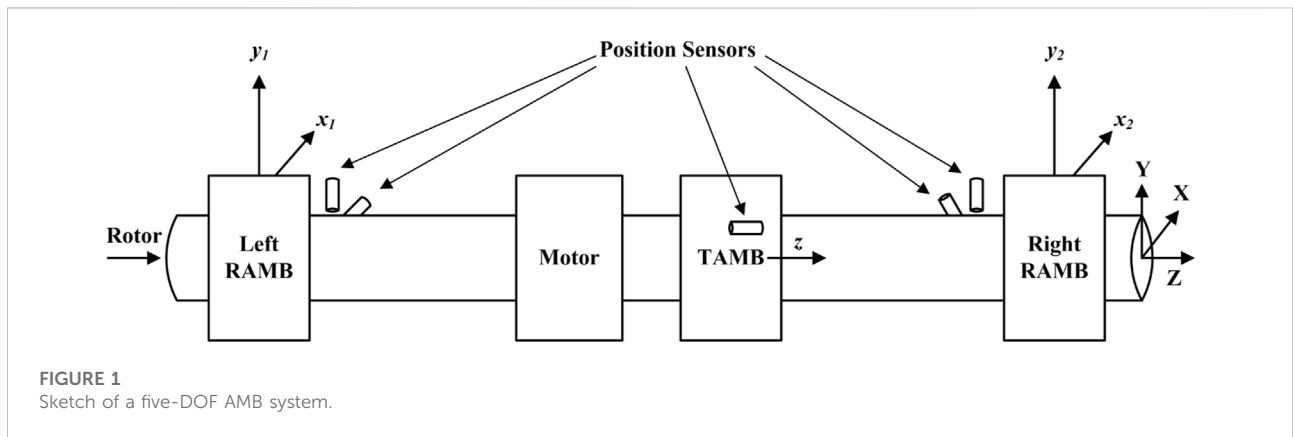 Position Sensors
y1
x1
y2
x2
Y
X
Z
Rotor
Left
RAMB
Motor
TAMB
z
Right
RAMB
FIGURE 1
Sketch of a five-DOF AMB system.